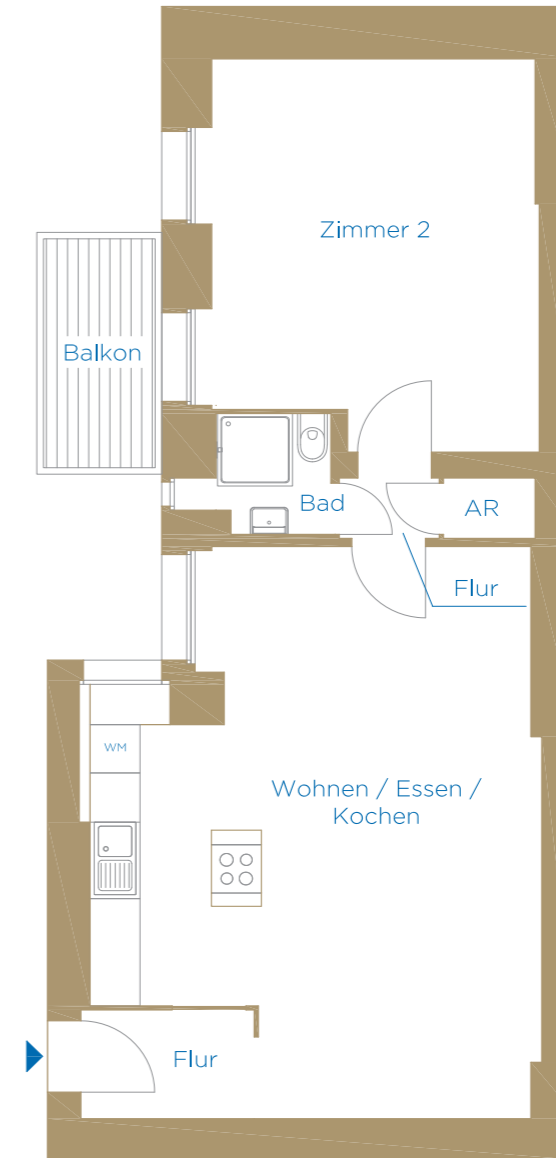 Zimmer 2
Balkon
Bad
AR
Flur
WM
Wohnen / Essen /
Kochen
Flur